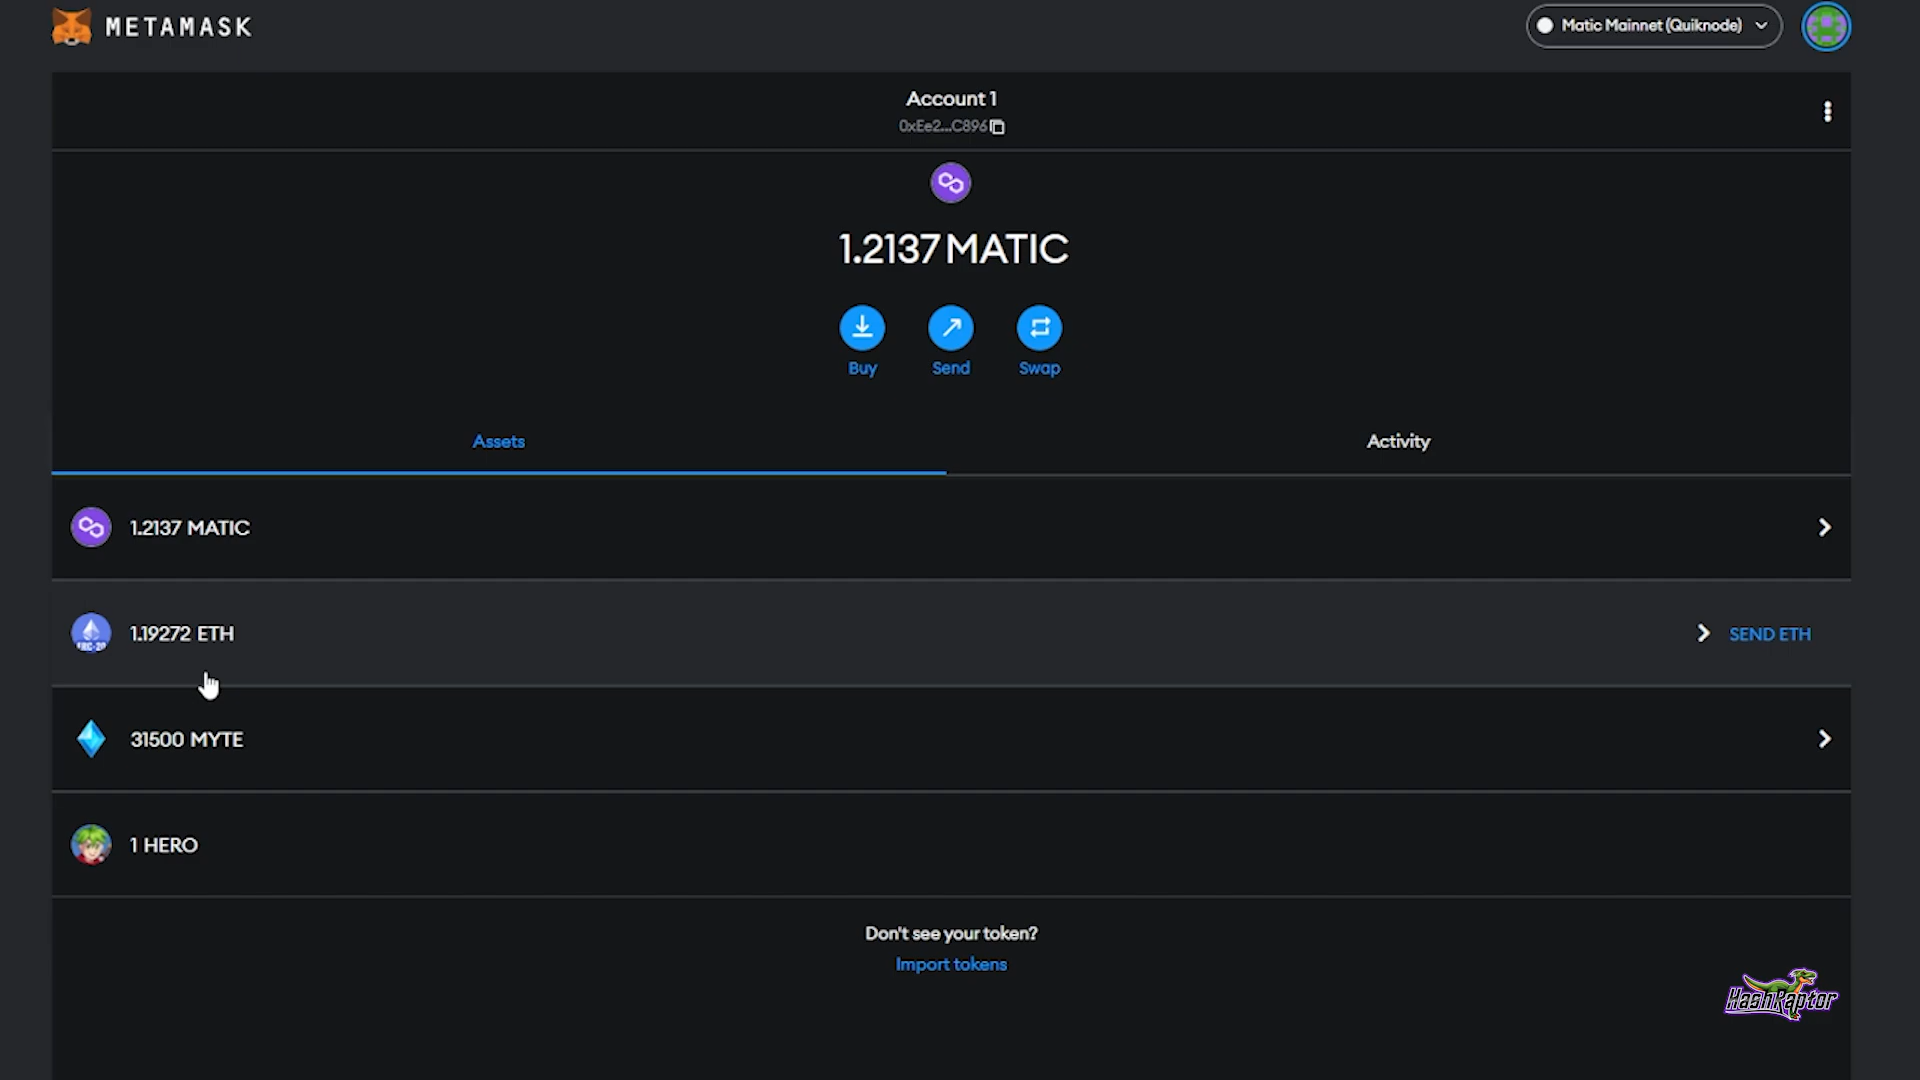 METAMASK
Matic Mainnet (Quiknode)
Account 1
0xEe2...C896
1.2137 MATIC
Buy
Send
Swap
Assets
Activity
1.2137 MATIC
1.19272 ETH
SEND ETH
31500 MYTE
1 HERO
Don't see your token?
Import tokens
HashRaptor